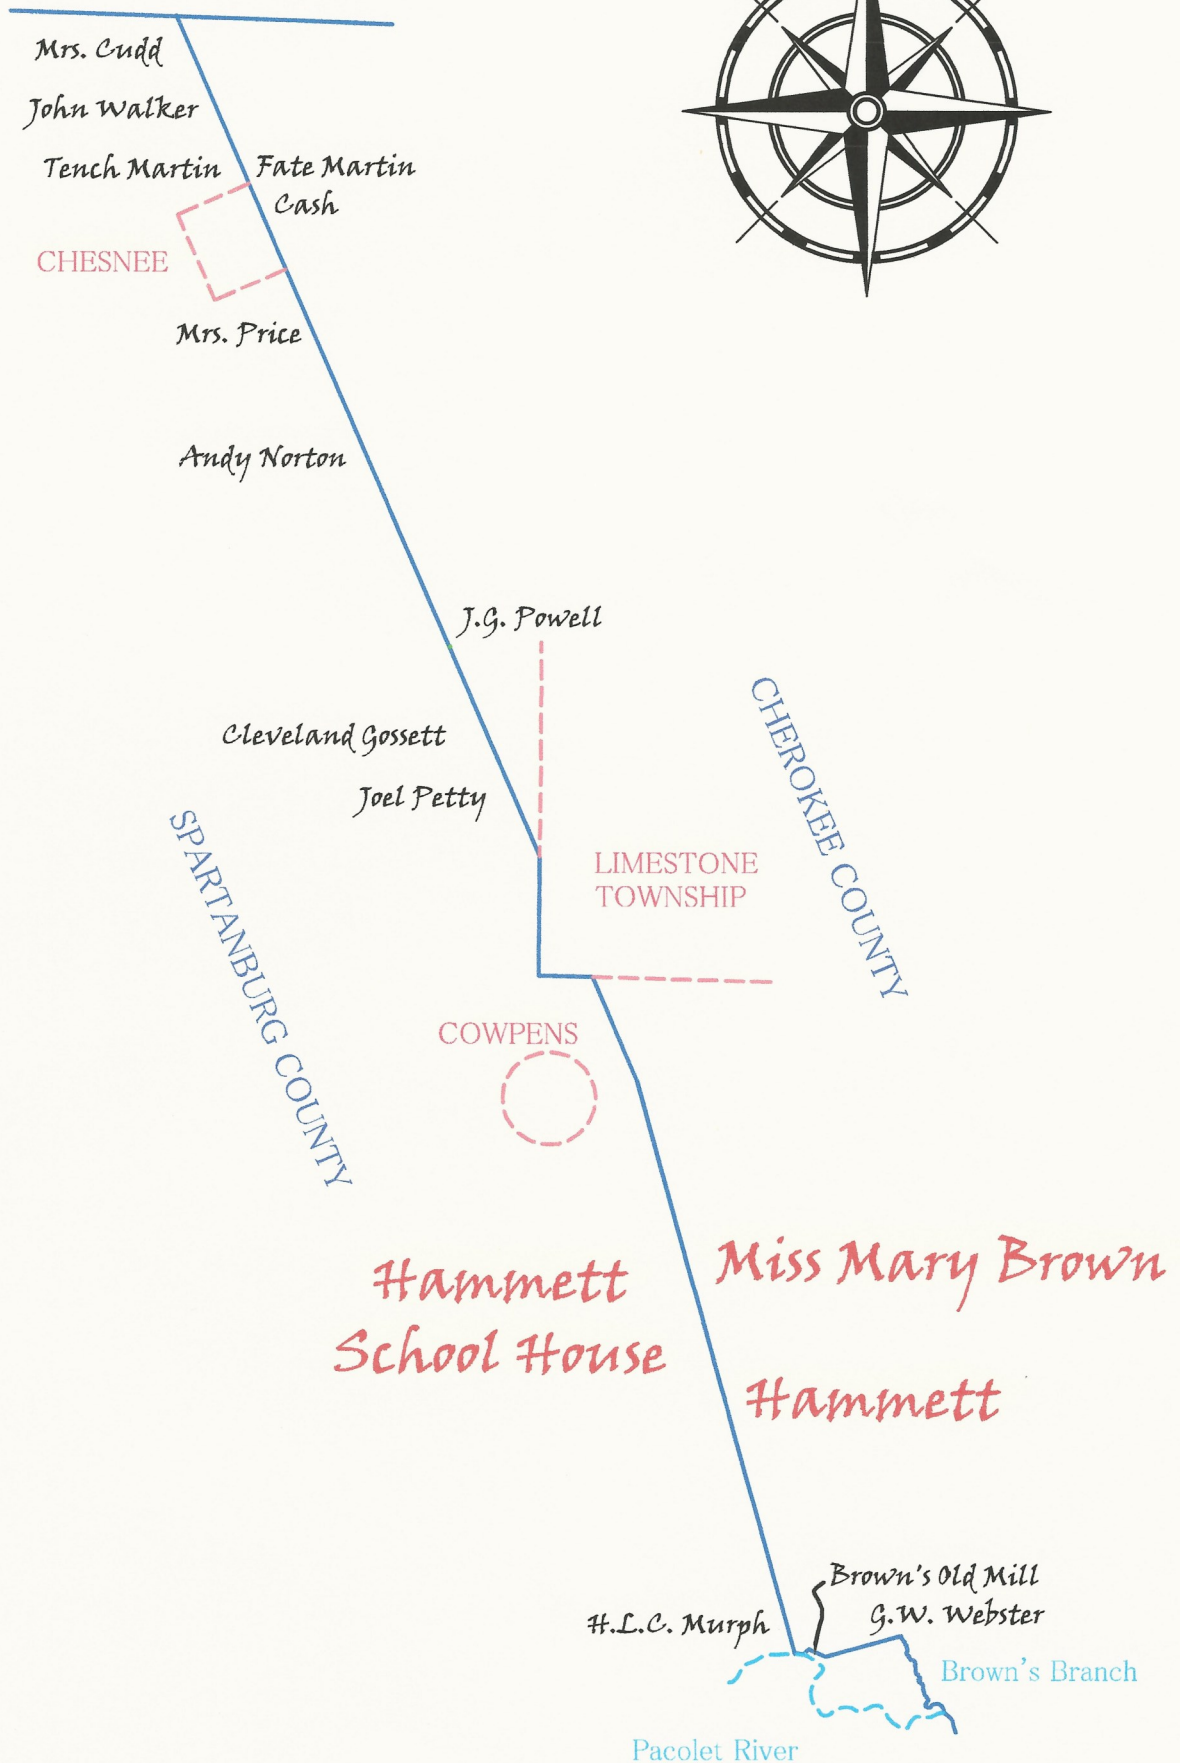 Mrs. Cudd
John Walker
Tench Martin
Fate Martin
Cash
CHESNEE
Mrs. Price
Andy Norton
J.G. Powell
Cleveland Gossett
Joel Petty
CHEROKEE COUNTY
SPARTANBURG COUNTY
LIMESTONE
TOWNSHIP
COWPENS
Hammett
School House
Miss Mary Brown
Hammett
Brown's Old Mill
G.W. Webster
H.L.C. Murph
Brown's Branch
Pacolet River